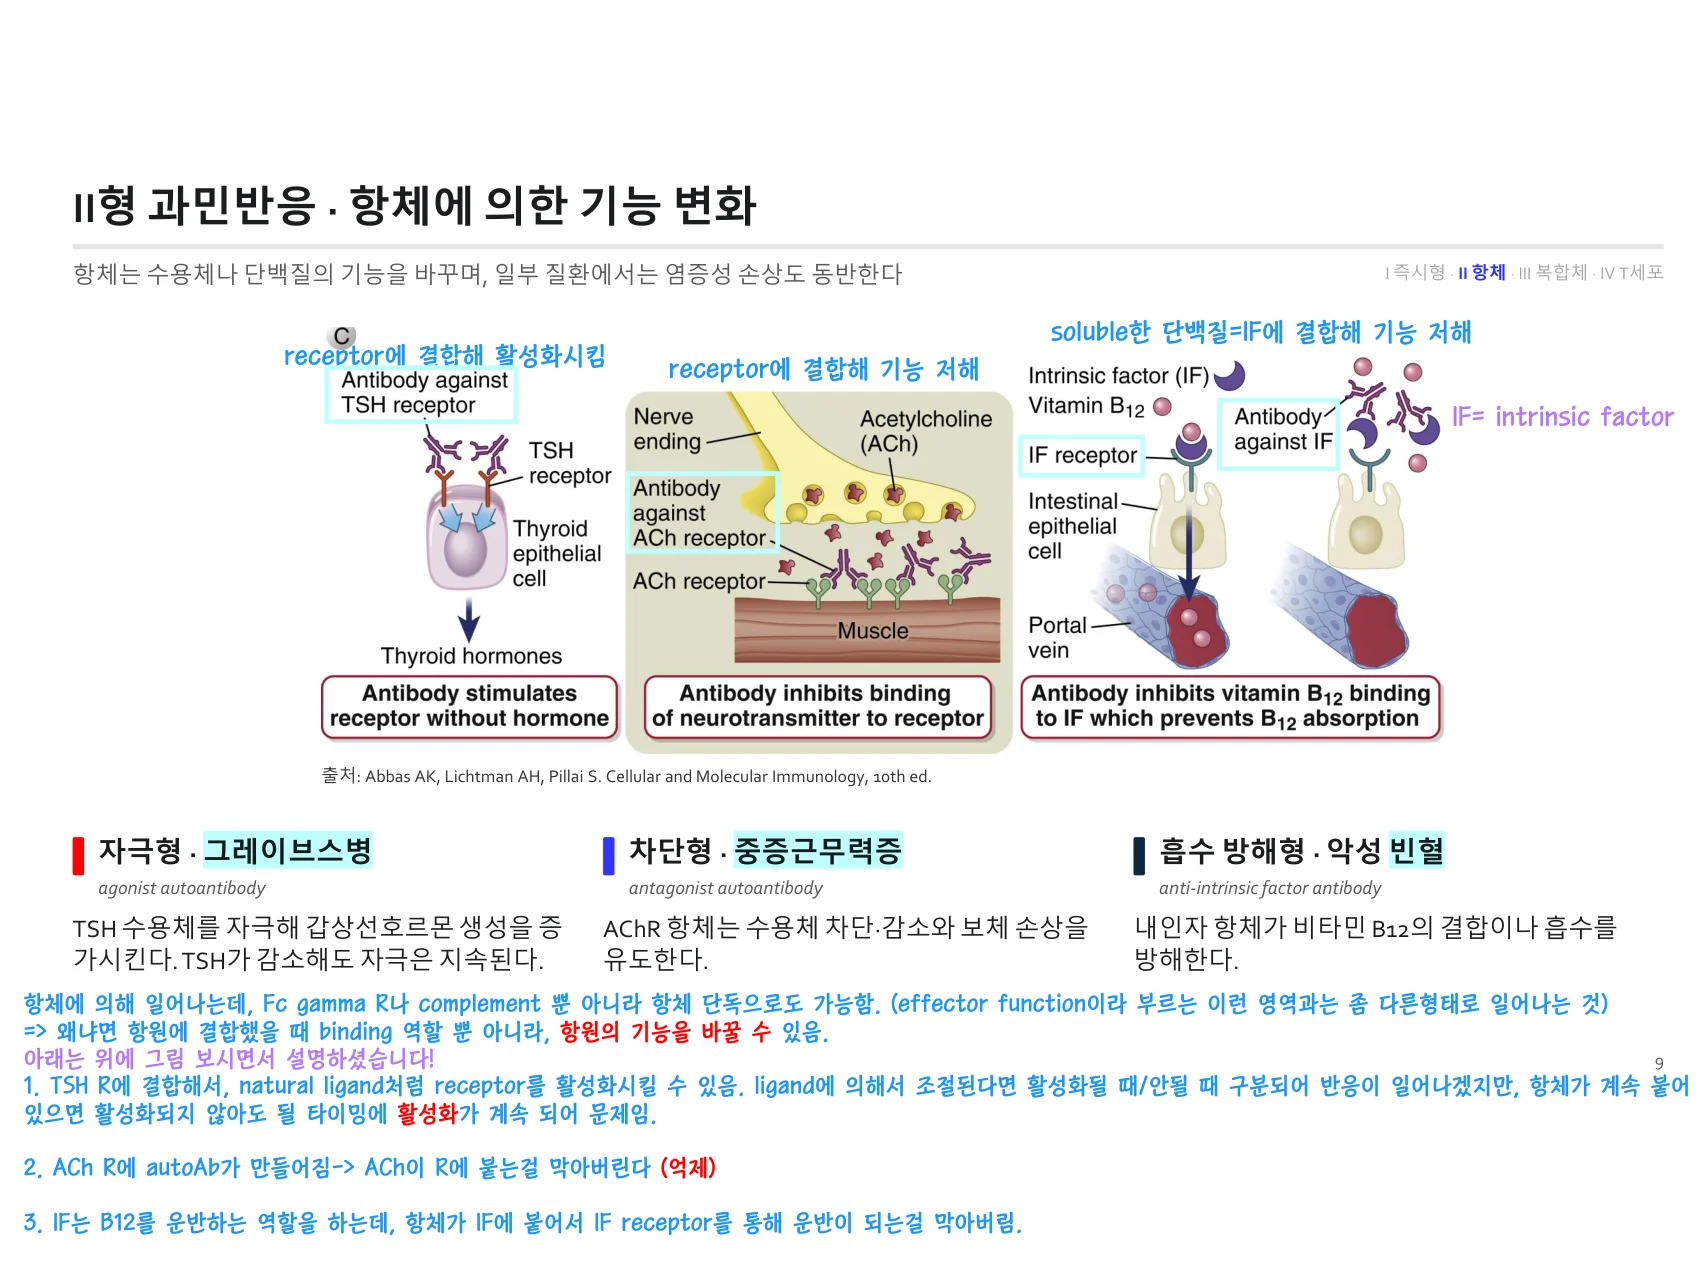 II형 과민반응 · 항체에 의한 기능 변화
항체는 수용체나 단백질의 기능을 바꾸며, 일부 질환에서는 염증성 손상도 동반한다
I 즉시형 · II 항체 · III 복합체 · IV T세포
C
receptor에 결합해 활성화시킴
Antibody against
TSH receptor
TSH
receptor
Thyroid
epithelial
cell
Thyroid hormones
Antibody stimulates
receptor without hormone
receptor에 결합해 기능 저해
Nerve
ending
Acetylcholine
(ACh)
Antibody
against
ACh receptor
ACh receptor
Muscle
Antibody inhibits binding
of neurotransmitter to receptor
soluble한 단백질=IF에 결합해 기능 저해
Intrinsic factor (IF)
Vitamin B12
IF receptor
Antibody
against IF
IF= intrinsic factor
Intestinal
epithelial
cell
Portal
vein
Antibody inhibits vitamin B12 binding
to IF which prevents B12 absorption
출처: Abbas AK, Lichtman AH, Pillai S. Cellular and Molecular Immunology, 10th ed.
자극형 · 그레이브스병
agonist autoantibody
TSH 수용체를 자극해 갑상선호르몬 생성을 증
가시킨다. TSH가 감소해도 자극은 지속된다.
차단형 · 중증근무력증
antagonist autoantibody
AChR 항체는 수용체 차단·감소와 보체 손상을
유도한다.
흡수 방해형 · 악성 빈혈
anti-intrinsic factor antibody
내인자 항체가 비타민 B12의 결합이나 흡수를
방해한다.
항체에 의해 일어나는데, Fc gamma R나 complement 뿐 아니라 항체 단독으로도 가능함. (effector function이라 부르는 이런 영역과는 좀 다른형태로 일어나는 것)
=> 왜냐면 항원에 결합했을 때 binding 역할 뿐 아니라, 항원의 기능을 바꿀 수 있음.
아래는 위에 그림 보시면서 설명하셨습니다!
9
1. TSH R에 결합해서, natural ligand처럼 receptor를 활성화시킬 수 있음. ligand에 의해서 조절된다면 활성화될 때/안될 때 구분되어 반응이 일어나겠지만, 항체가 계속 붙어
있으면 활성화되지 않아도 될 타이밍에 활성화가 계속 되어 문제임.
2. ACh R에 autoAb가 만들어짐-> ACh이 R에 붙는걸 막아버린다 (억제)
3. IF는 B12를 운반하는 역할을 하는데, 항체가 IF에 붙어서 IF receptor를 통해 운반이 되는걸 막아버림.